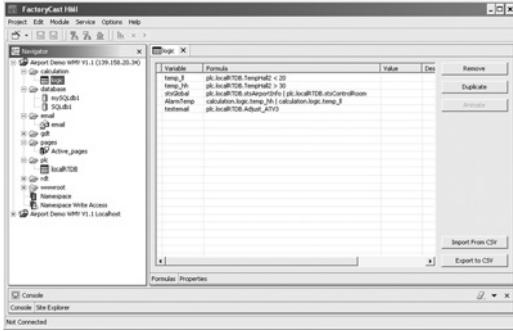 FactoryCast HMI
Project Edit Module Service Options Help
Navigator
Airport Demo WMY V1.1 (139.158.20.34)
calculation
logic
database
mySQLdb1
SQLdb1
email
email
gdt
pages
Active_pages
plc
localRTDB
rdt
wwwroot
Namespace
Namespace Write Access
Airport Demo WMY V1.1 Localhost
logic
Variable Formula Value Des
temp_ll plc.localRTDB.TempHall2 < 20
temp_hh plc.localRTDB.TempHall2 > 30
stsGlobal plc.localRTDB.stsAirportInfo | plc.localRTDB.stsControlRoom
AlarmTemp calculation.logic.temp_hh | calculation.logic.temp_ll
testemail plc.localRTDB.Adjust_ATV3
Remove
Duplicate
Animate
Import From CSV
Export to CSV
Formulas Properties
Console
Console Site Explorer
Not Connected